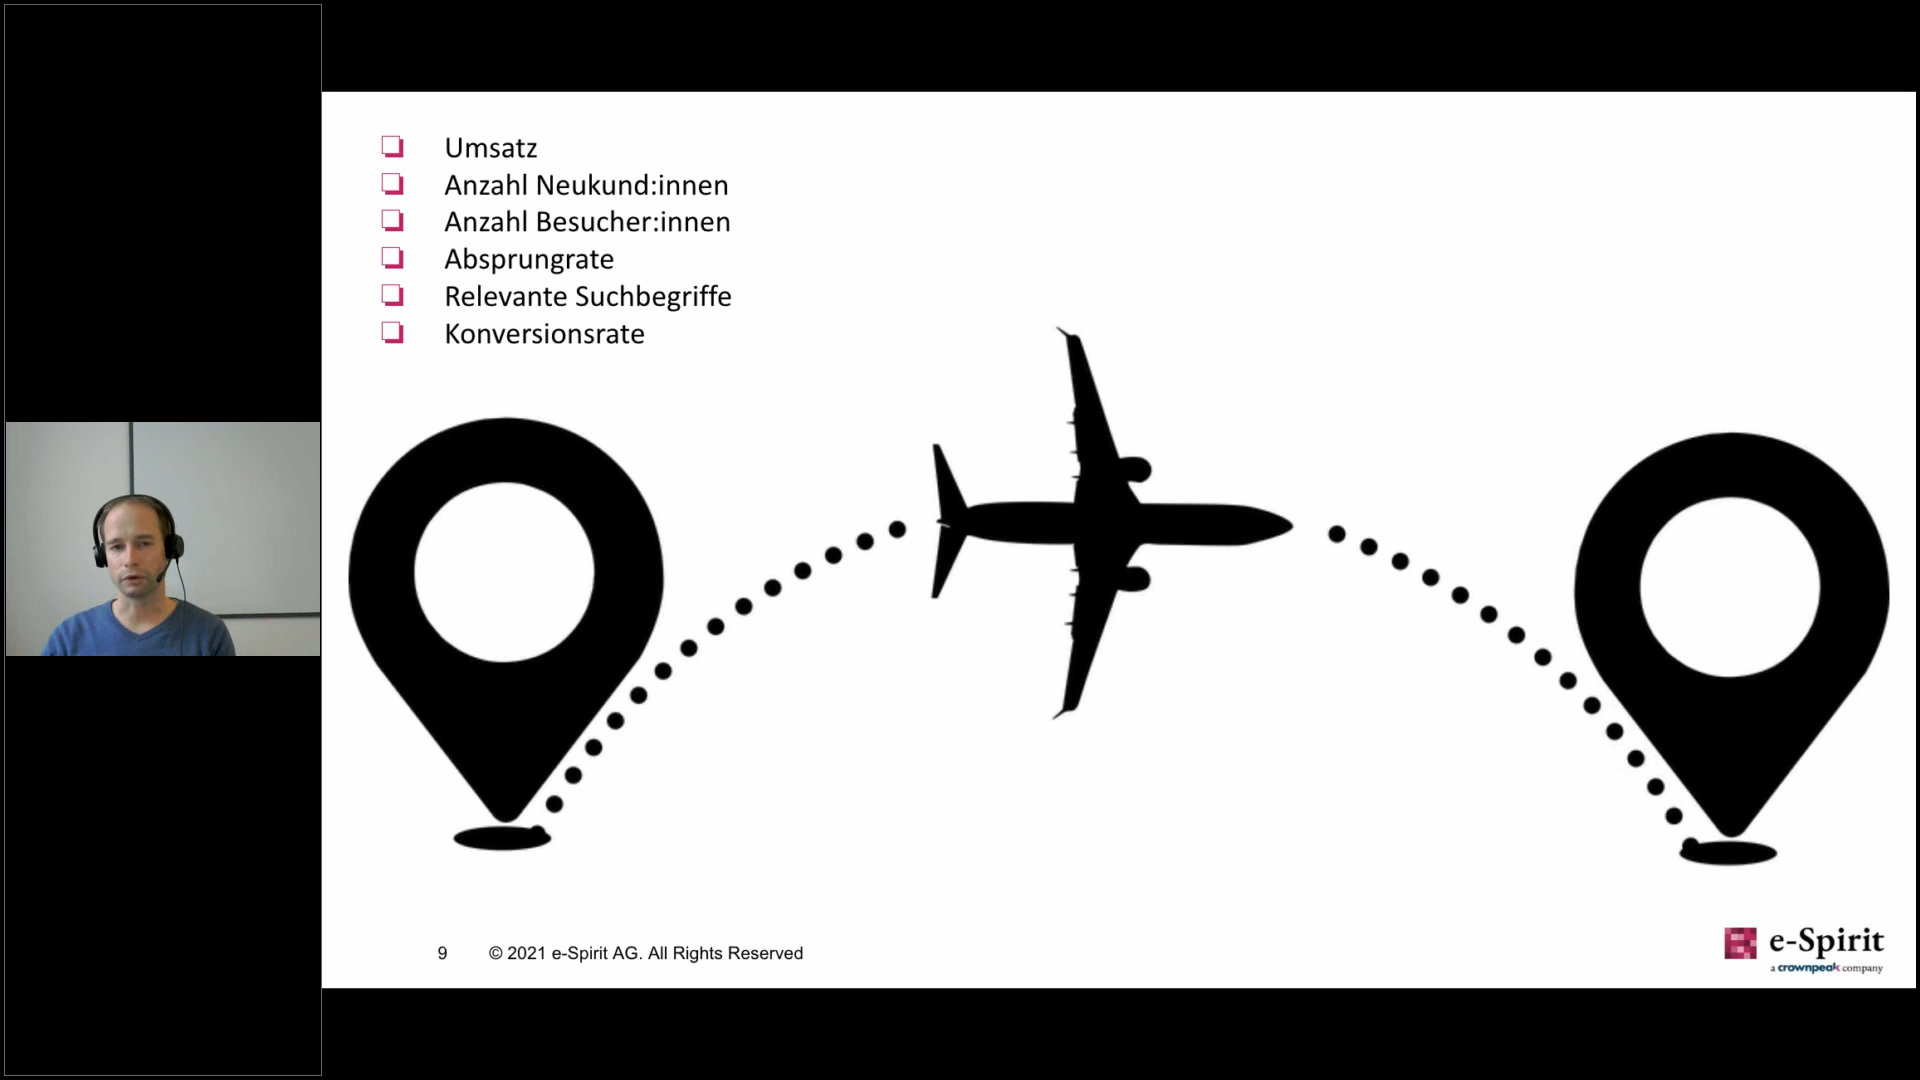 Umsatz
Anzahl Neukund:innen
Anzahl Besucher:innen
Absprungrate
Relevante Suchbegriffe
Konversionsrate
9 © 2021 e-Spirit AG. All Rights Reserved
e-Spirit
a crownpeak company